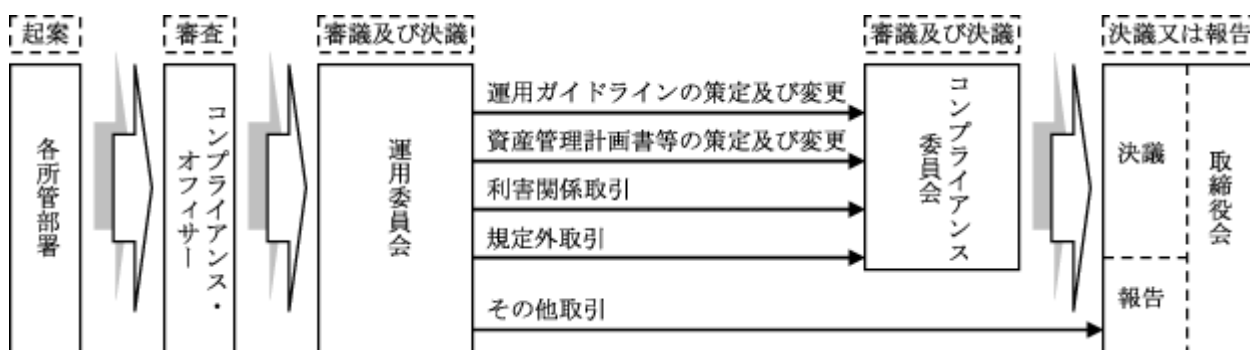 起案
審査
審議及び決議
審議及び決議
決議又は報告
各所管部署
コンプライアンス・
オフィサー
運用委員会
運用ガイドラインの策定及び変更
資産管理計画書等の策定及び変更
利害関係取引
規定外取引
その他取引
コンプライアンス
委員会
決議
報告
取締役会